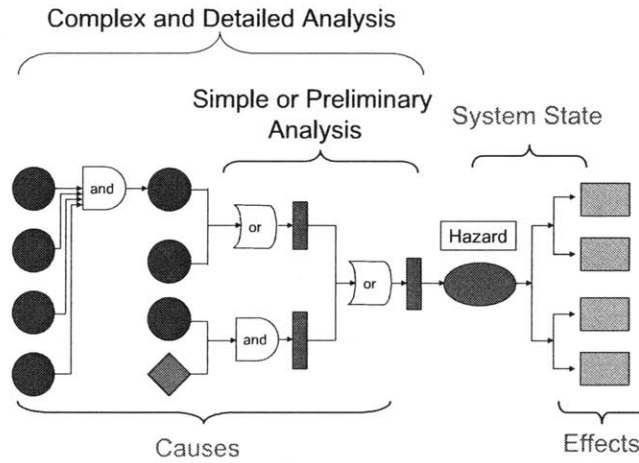 Complex and Detailed Analysis
Simple or Preliminary
Analysis
System State
and
or
Hazard
or
and
Causes
Effects